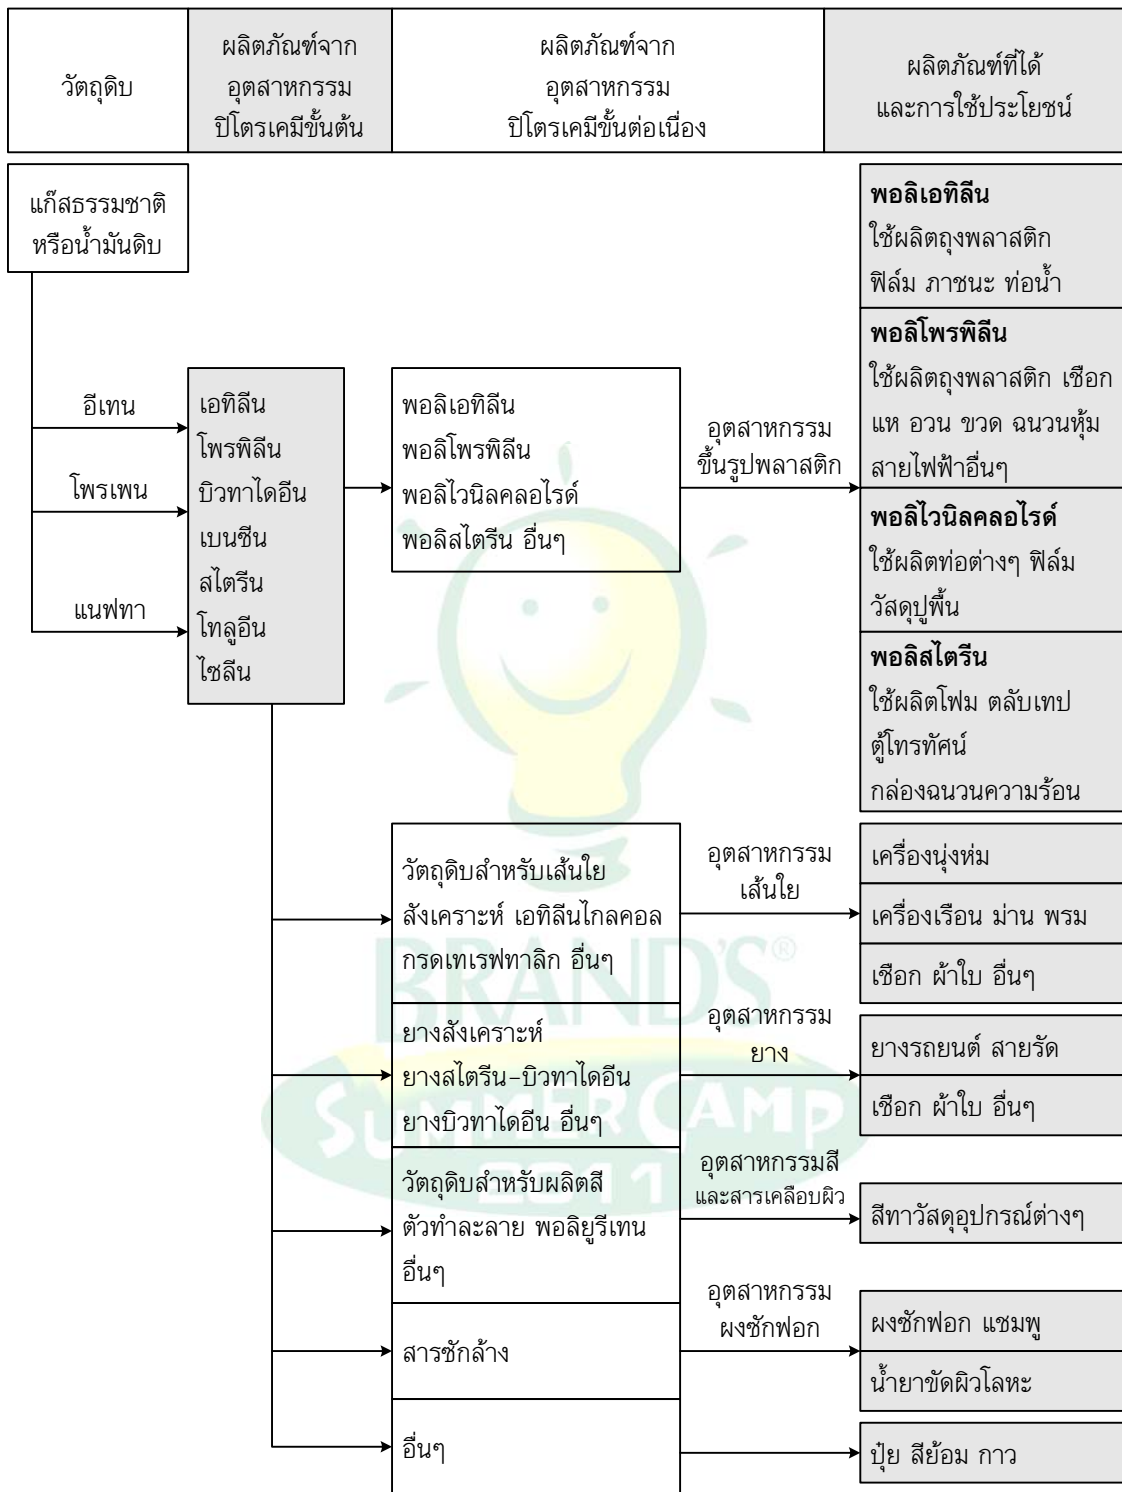 วัตถุดิบ
ผลิตภัณฑ์จาก
อุตสาหกรรม
ปิโตรเคมีขั้นต้น
ผลิตภัณฑ์จาก
อุตสาหกรรม
ปิโตรเคมีขั้นต่อเนื่อง
ผลิตภัณฑ์ที่ได้
และการใช้ประโยชน์
แก๊สธรรมชาติ
หรือน้ำมันดิบ
อีเทน
โพรเพน
แนฟทา
เอทิลีน
โพรพิลีน
บิวทาไดอีน
เบนซีน
สไตรีน
โทลูอีน
ไซลีน
พอลิเอทิลีน
พอลิโพรพิลีน
พอลิไวนิลคลอไรด์
พอลิสไตรีน อื่นๆ
อุตสาหกรรม
ขึ้นรูปพลาสติก
พอลิเอทิลีน
ใช้ผลิตถุงพลาสติก
ฟิล์ม ภาชนะ ท่อน้ำ
พอลิโพรพิลีน
ใช้ผลิตถุงพลาสติก เชือก
แห อวน ขวด ฉนวนหุ้ม
สายไฟฟ้าอื่นๆ
พอลิไวนิลคลอไรด์
ใช้ผลิตท่อต่างๆ ฟิล์ม
วัสดุปูพื้น
พอลิสไตรีน
ใช้ผลิตโฟม ตลับเทป
ตู้โทรทัศน์
กล่องฉนวนความร้อน
วัตถุดิบสำหรับเส้นใย
สังเคราะห์ เอทิลีนไกลคอล
กรดเทเรฟทาลิก อื่นๆ
อุตสาหกรรม
เส้นใย
เครื่องนุ่งห่ม
เครื่องเรือน ม่าน พรม
เชือก ผ้าใบ อื่นๆ
ยางสังเคราะห์
ยางสไตรีน-บิวทาไดอีน
ยางบิวทาไดอีน อื่นๆ
อุตสาหกรรม
ยาง
ยางรถยนต์ สายรัด
เชือก ผ้าใบ อื่นๆ
วัตถุดิบสำหรับผลิตสี
ตัวทำละลาย พอลิยูรีเทน
อื่นๆ
อุตสาหกรรมสี
และสารเคลือบผิว
สีทาวัสดุอุปกรณ์ต่างๆ
สารซักล้าง
อุตสาหกรรม
ผงซักฟอก
ผงซักฟอก แชมพู
น้ำยาขัดผิวโลหะ
อื่นๆ
ปุ๋ย สีย้อม กาว
BRAND'S®
SUMMER CAMP
2011